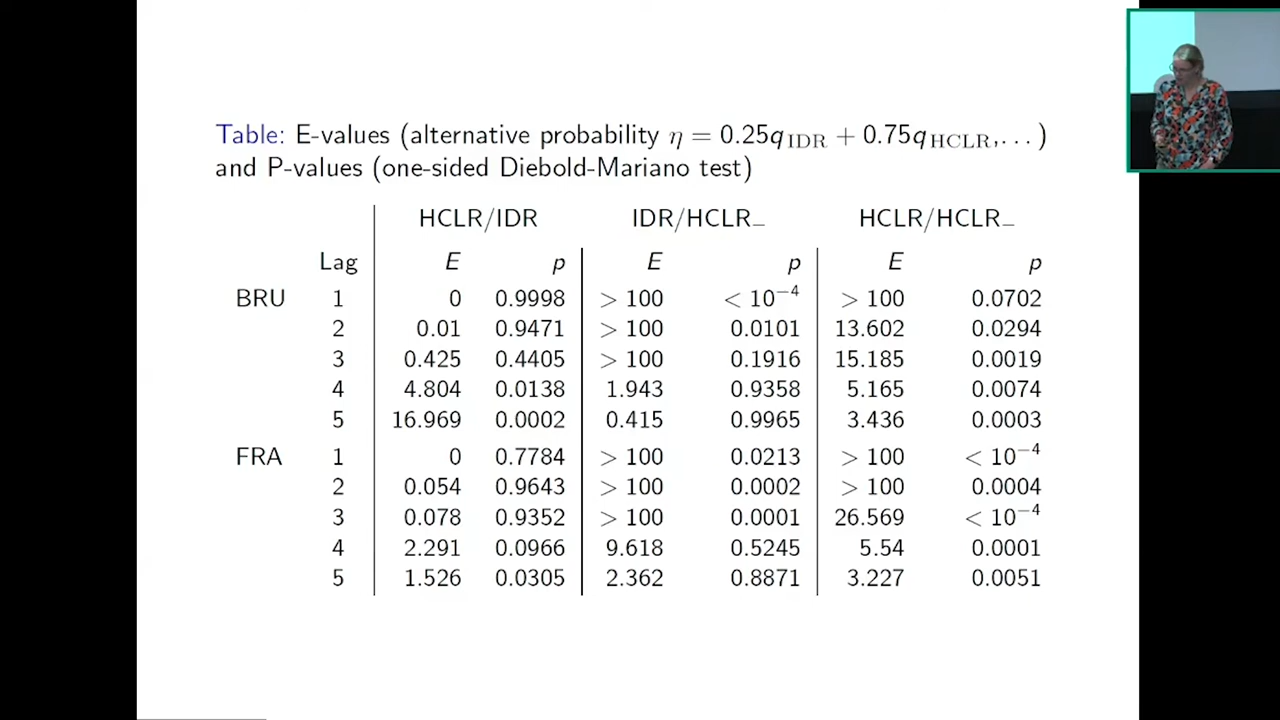 Table: E-values (alternative probability η = 0.25q_IDR + 0.75q_HCLR,...)
and P-values (one-sided Diebold-Mariano test)
HCLR/IDR IDR/HCLR_− HCLR/HCLR_−
Lag E p E p E p
BRU 1 0 0.9998 > 100 < 10⁻⁴ > 100 0.0702
2 0.01 0.9471 > 100 0.0101 13.602 0.0294
3 0.425 0.4405 > 100 0.1916 15.185 0.0019
4 4.804 0.0138 1.943 0.9358 5.165 0.0074
5 16.969 0.0002 0.415 0.9965 3.436 0.0003
FRA 1 0 0.7784 > 100 0.0213 > 100 < 10⁻⁴
2 0.054 0.9643 > 100 0.0002 > 100 0.0004
3 0.078 0.9352 > 100 0.0001 26.569 < 10⁻⁴
4 2.291 0.0966 9.618 0.5245 5.54 0.0001
5 1.526 0.0305 2.362 0.8871 3.227 0.0051